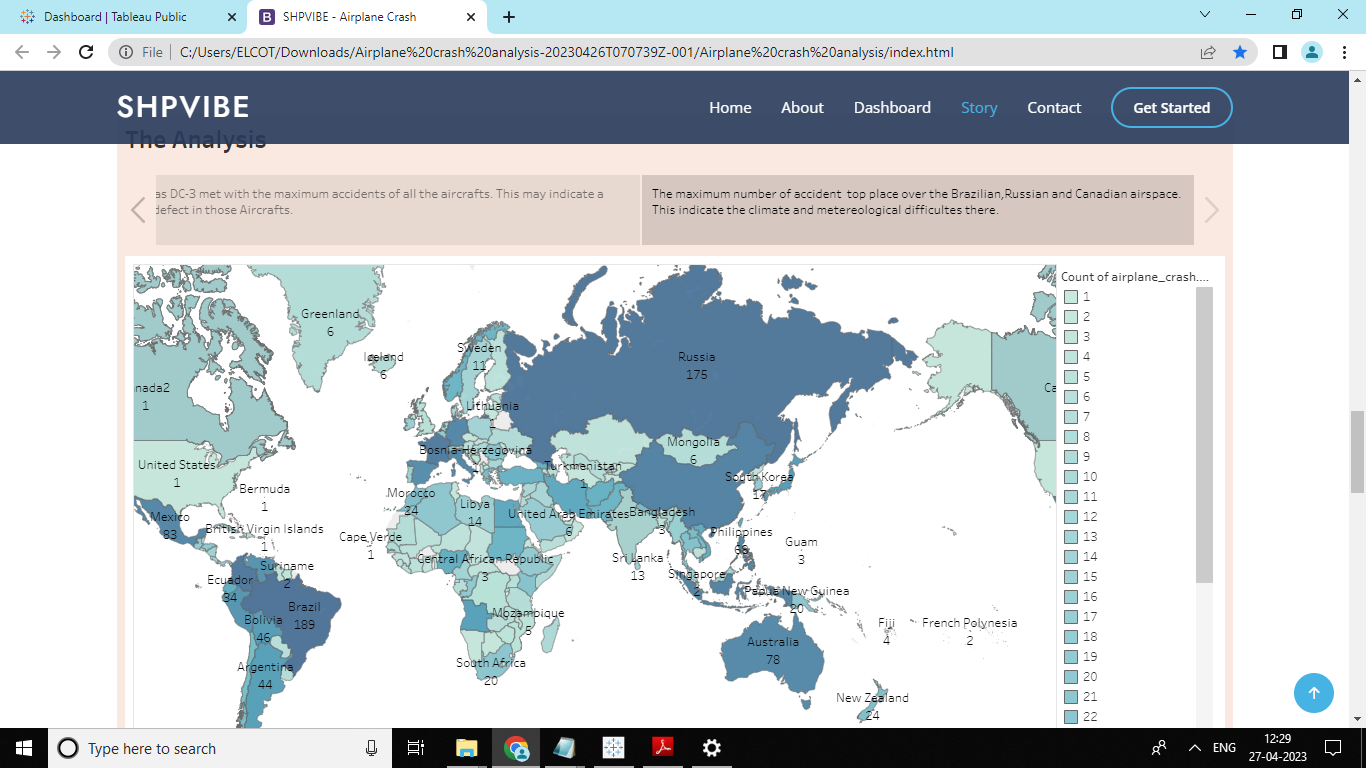 Dashboard | Tableau Public
SHPVIBE - Airplane Crash
File
C:/Users/ELCOT/Downloads/Airplane%20crash%20analysis-20230426T070739Z-001/Airplane%20crash%20analysis/index.html
SHPVIBE
Home
About
Dashboard
Story
Contact
Get Started
The Analysis
as DC-3 met with the maximum accidents of all the aircrafts. This may indicate a
defect in those Aircrafts.
The maximum number of accident top place over the Brazilian,Russian and Canadian airspace.
This indicate the climate and metereological difficultes there.
Count of airplane_crash....
1
2
3
4
5
6
7
8
9
10
11
12
13
14
15
16
17
18
19
20
21
22
Greenland
6
Iceland
6
Sweden
11
Russia
175
nada2
1
Ca
Lithuania
1
Bosnia-Herzegovina
Mongolia
6
United States
1
Turkmenistan
1
South Korea
17
Bermuda
1
Morocco
24
Libya
14
United Arab Emirates
6
Bangladesh
3
Mexico
83
British Virgin Islands
1
Cape Verde
1
Philippines
68
Guam
3
Central African Republic
3
Sri Lanka
13
Suriname
2
Singapore
2
Ecuador
34
Papua New Guinea
20
Brazil
189
Mozambique
5
Bolivia
46
Fiji
4
French Polynesia
2
Australia
78
Argentina
44
South Africa
20
New Zealand
24
Type here to search
ENG
12:29
27-04-2023